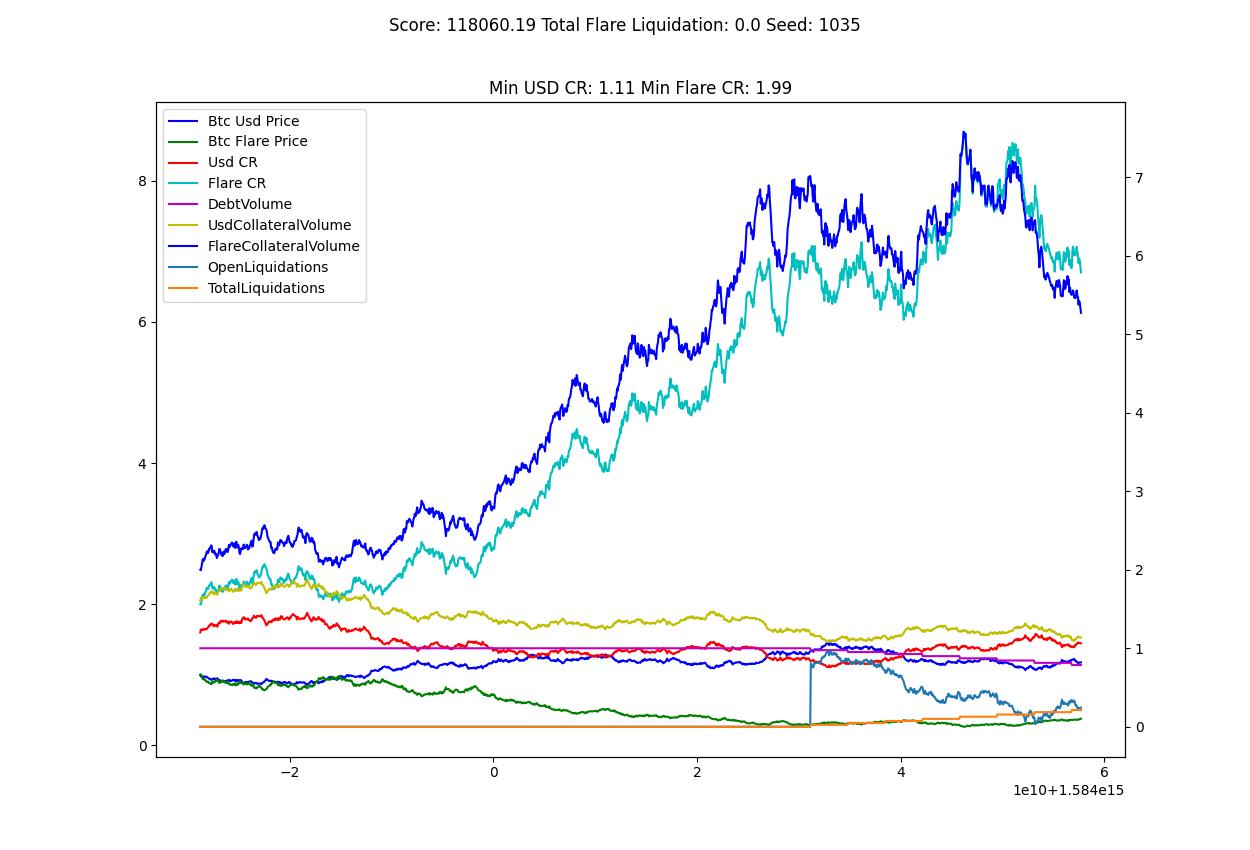 Score: 118060.19 Total Flare Liquidation: 0.0 Seed: 1035
Min USD CR: 1.11 Min Flare CR: 1.99
Btc Usd Price
Btc Flare Price
Usd CR
Flare CR
DebtVolume
UsdCollateralVolume
FlareCollateralVolume
OpenLiquidations
TotalLiquidations
8
6
4
2
0
7
6
5
4
3
2
1
0
−2
0
2
4
6
1e10+1.584e15